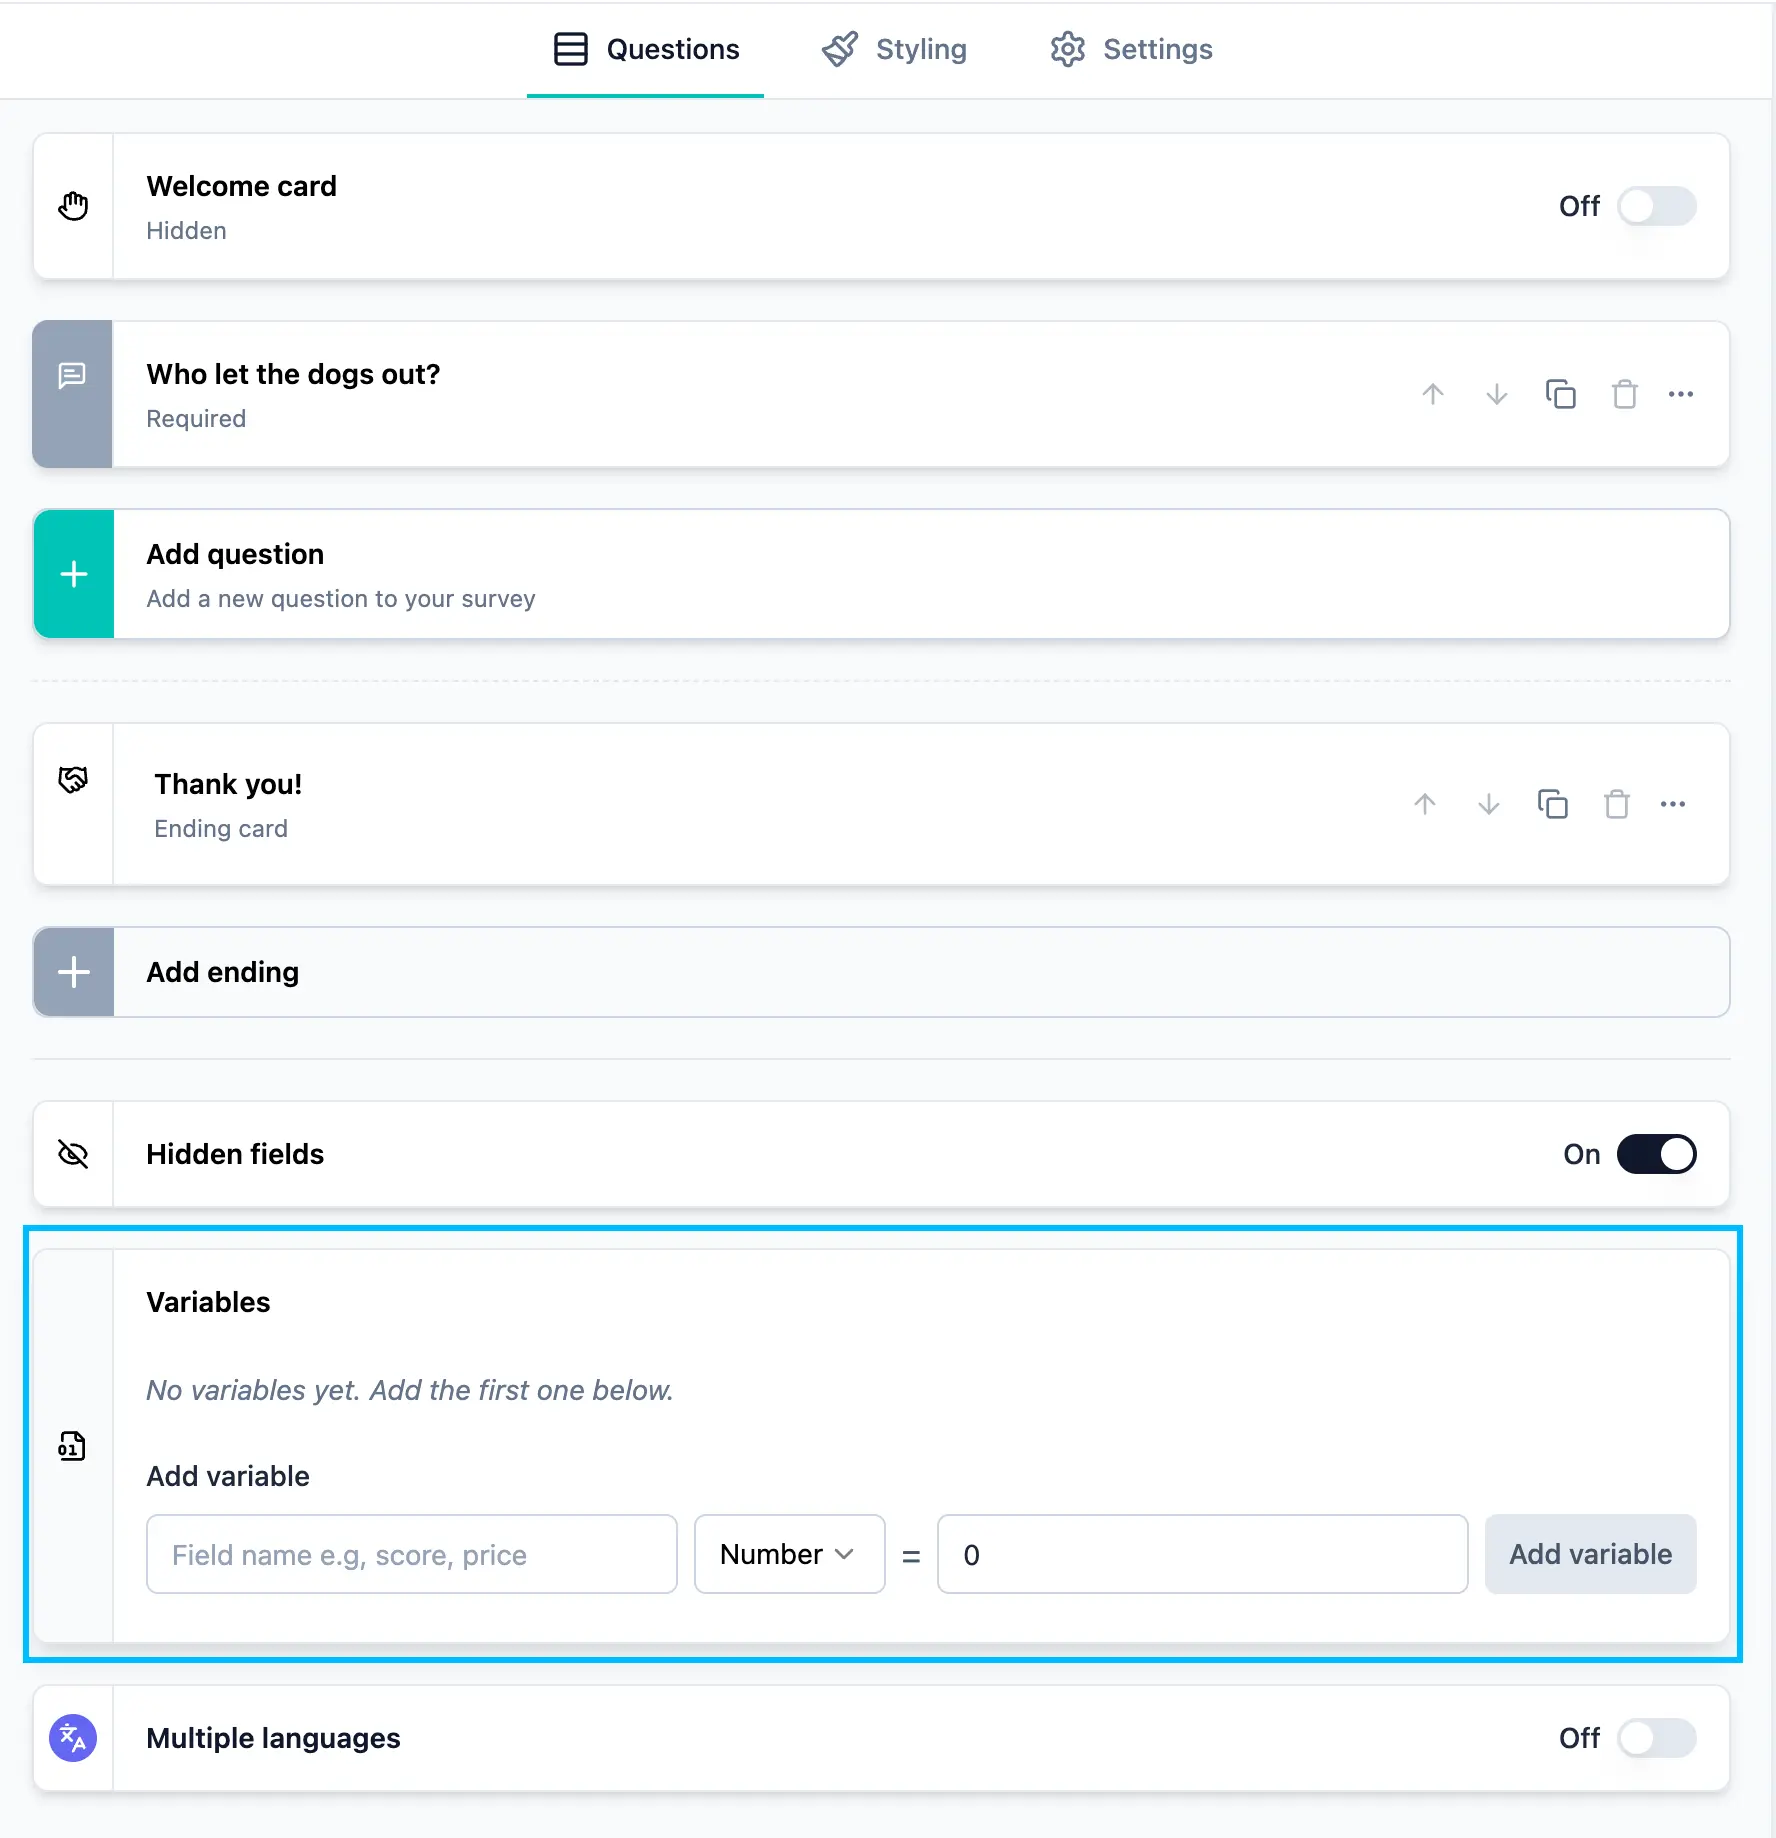 Questions
Styling
Settings
Welcome card
Hidden
Off
Who let the dogs out?
Required
Add question
Add a new question to your survey
Thank you!
Ending card
Add ending
Hidden fields
On
Variables
No variables yet. Add the first one below.
01
Add variable
Field name e.g, score, price
Number
=
0
Add variable
Multiple languages
Off